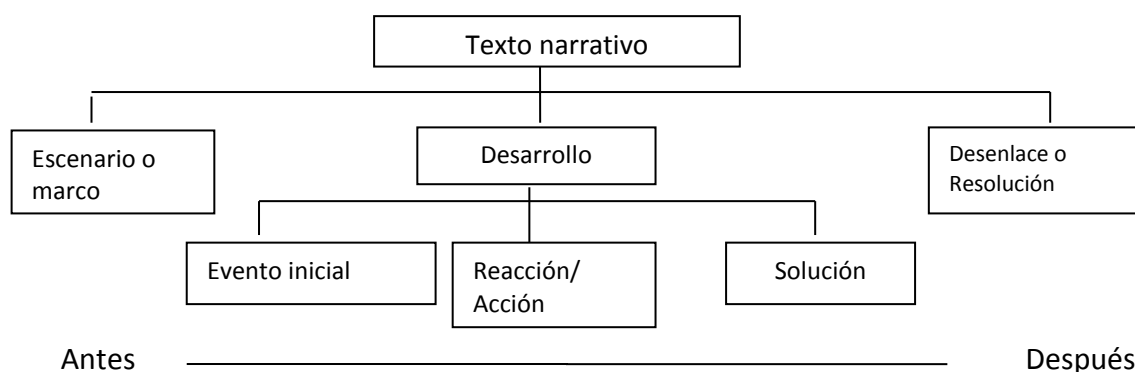 Texto narrativo
Escenario o
marco
Desarrollo
Desenlace o
Resolución
Evento inicial
Reacción/
Acción
Solución
Antes
Después